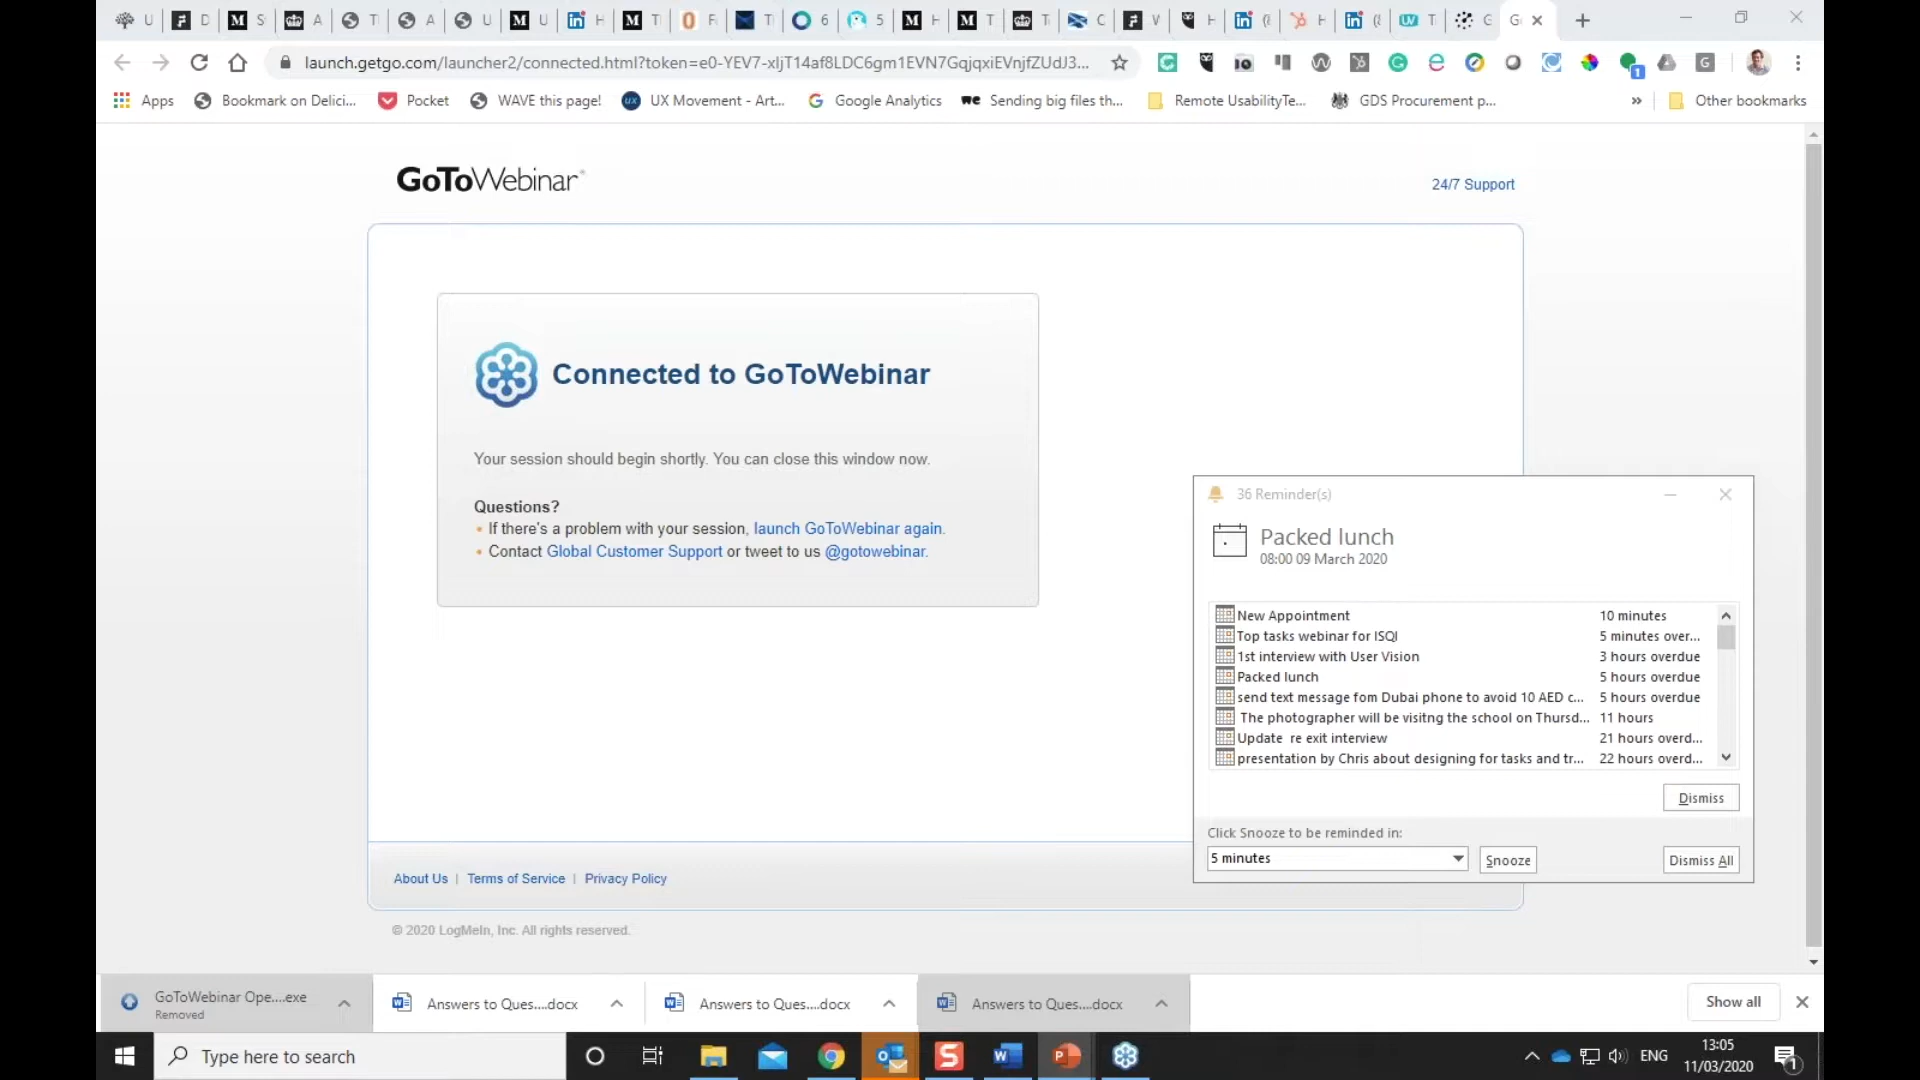 launch.getgo.com/launcher2/connected.html?token=e0-YEV7-xIjT14af8LDC6gm1EVN7GqjqxiEVnjfZUdJ3...
Apps Bookmark on Delici... Pocket WAVE this page! UX Movement - Art... Google Analytics Sending big files th... Remote UsabilityTe... GDS Procurement p... » Other bookmarks
GoToWebinar
24/7 Support
Connected to GoToWebinar
Your session should begin shortly. You can close this window now.
Questions?
• If there's a problem with your session, launch GoToWebinar again.
• Contact Global Customer Support or tweet to us @gotowebinar.
36 Reminder(s)
Packed lunch
08:00 09 March 2020
New Appointment 10 minutes
Top tasks webinar for ISQI 5 minutes over...
1st interview with User Vision 3 hours overdue
Packed lunch 5 hours overdue
send text message fom Dubai phone to avoid 10 AED c... 5 hours overdue
The photographer will be visitng the school on Thursd... 11 hours
Update re exit interview 21 hours overd...
presentation by Chris about designing for tasks and tr... 22 hours overd...
Dismiss
Click Snooze to be reminded in:
5 minutes Snooze Dismiss All
About Us | Terms of Service | Privacy Policy
© 2020 LogMeIn, Inc. All rights reserved.
GoToWebinar Ope....exe
Removed
Answers to Ques....docx
Answers to Ques....docx
Answers to Ques....docx
Show all
Type here to search
ENG
13:05
11/03/2020